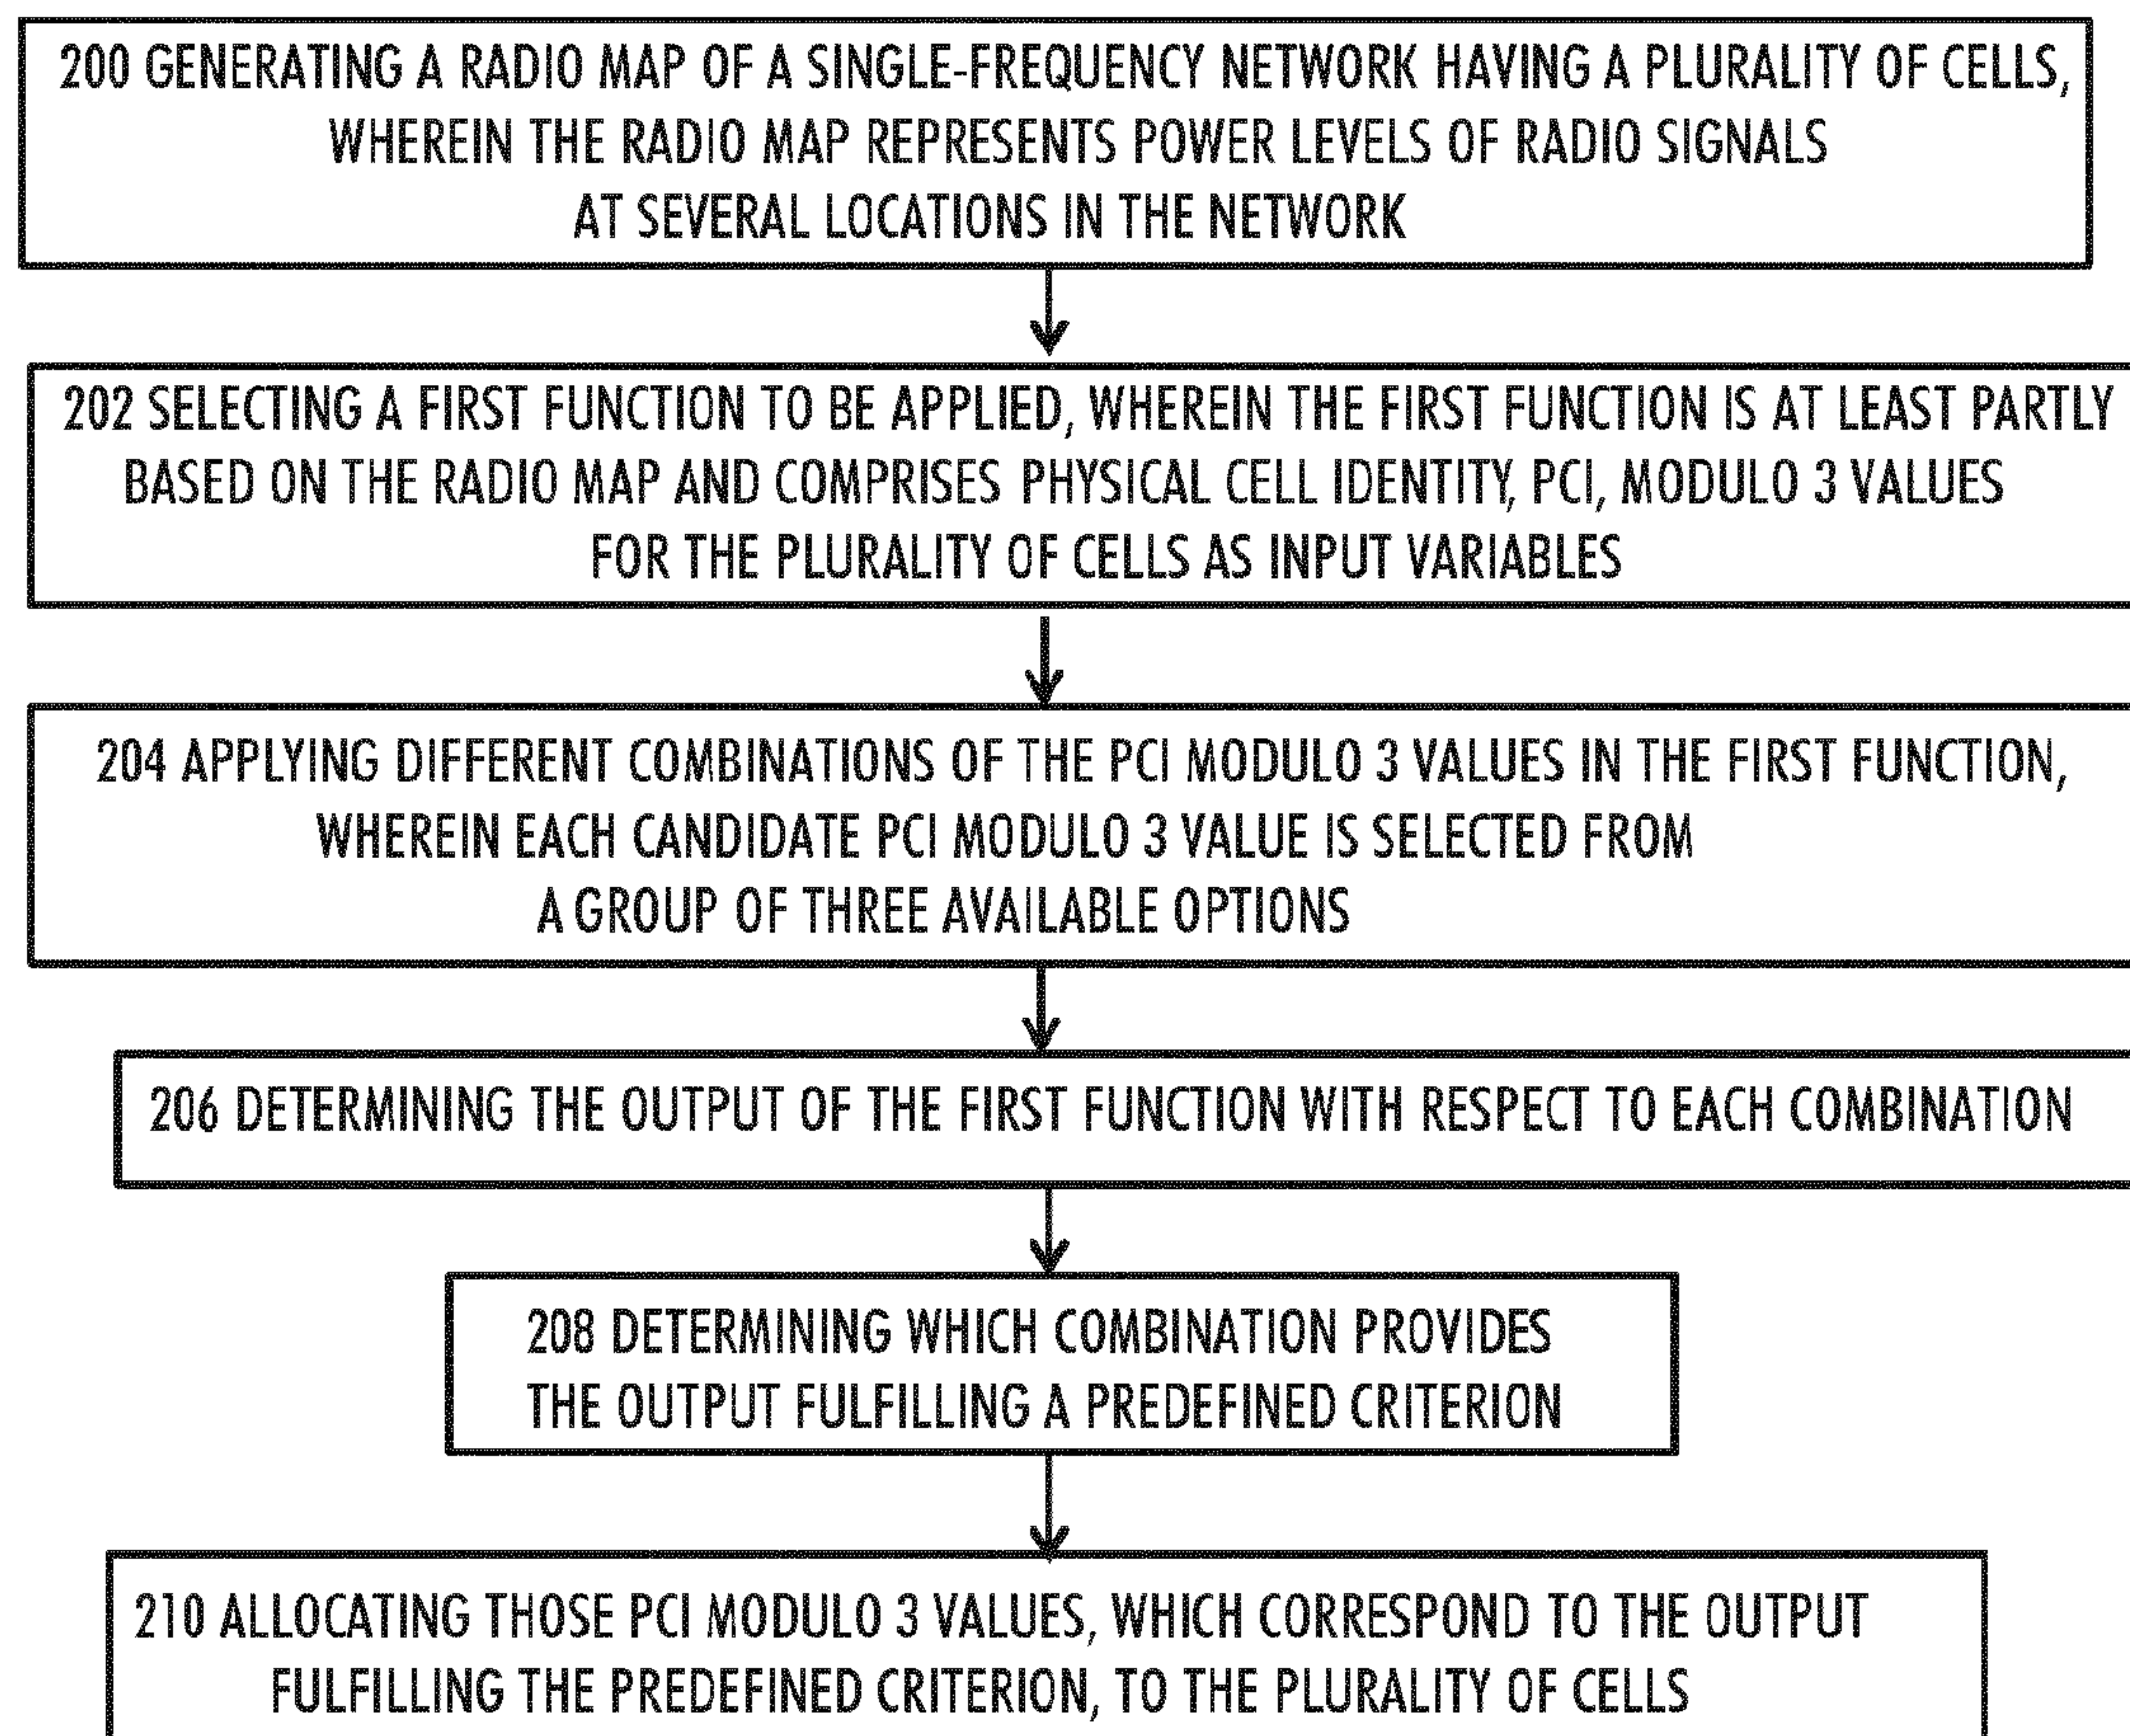 200 GENERATING A RADIO MAP OF A SINGLE-FREQUENCY NETWORK HAVING A PLURALITY OF CELLS,
WHEREIN THE RADIO MAP REPRESENTS POWER LEVELS OF RADIO SIGNALS
AT SEVERAL LOCATIONS IN THE NETWORK
202 SELECTING A FIRST FUNCTION TO BE APPLIED, WHEREIN THE FIRST FUNCTION IS AT LEAST PARTLY
BASED ON THE RADIO MAP AND COMPRISES PHYSICAL CELL IDENTITY, PCI, MODULO 3 VALUES
FOR THE PLURALITY OF CELLS AS INPUT VARIABLES
204 APPLYING DIFFERENT COMBINATIONS OF THE PCI MODULO 3 VALUES IN THE FIRST FUNCTION,
WHEREIN EACH CANDIDATE PCI MODULO 3 VALUE IS SELECTED FROM
A GROUP OF THREE AVAILABLE OPTIONS
206 DETERMINING THE OUTPUT OF THE FIRST FUNCTION WITH RESPECT TO EACH COMBINATION
208 DETERMINING WHICH COMBINATION PROVIDES
THE OUTPUT FULFILLING A PREDEFINED CRITERION
210 ALLOCATING THOSE PCI MODULO 3 VALUES, WHICH CORRESPOND TO THE OUTPUT
FULFILLING THE PREDEFINED CRITERION, TO THE PLURALITY OF CELLS